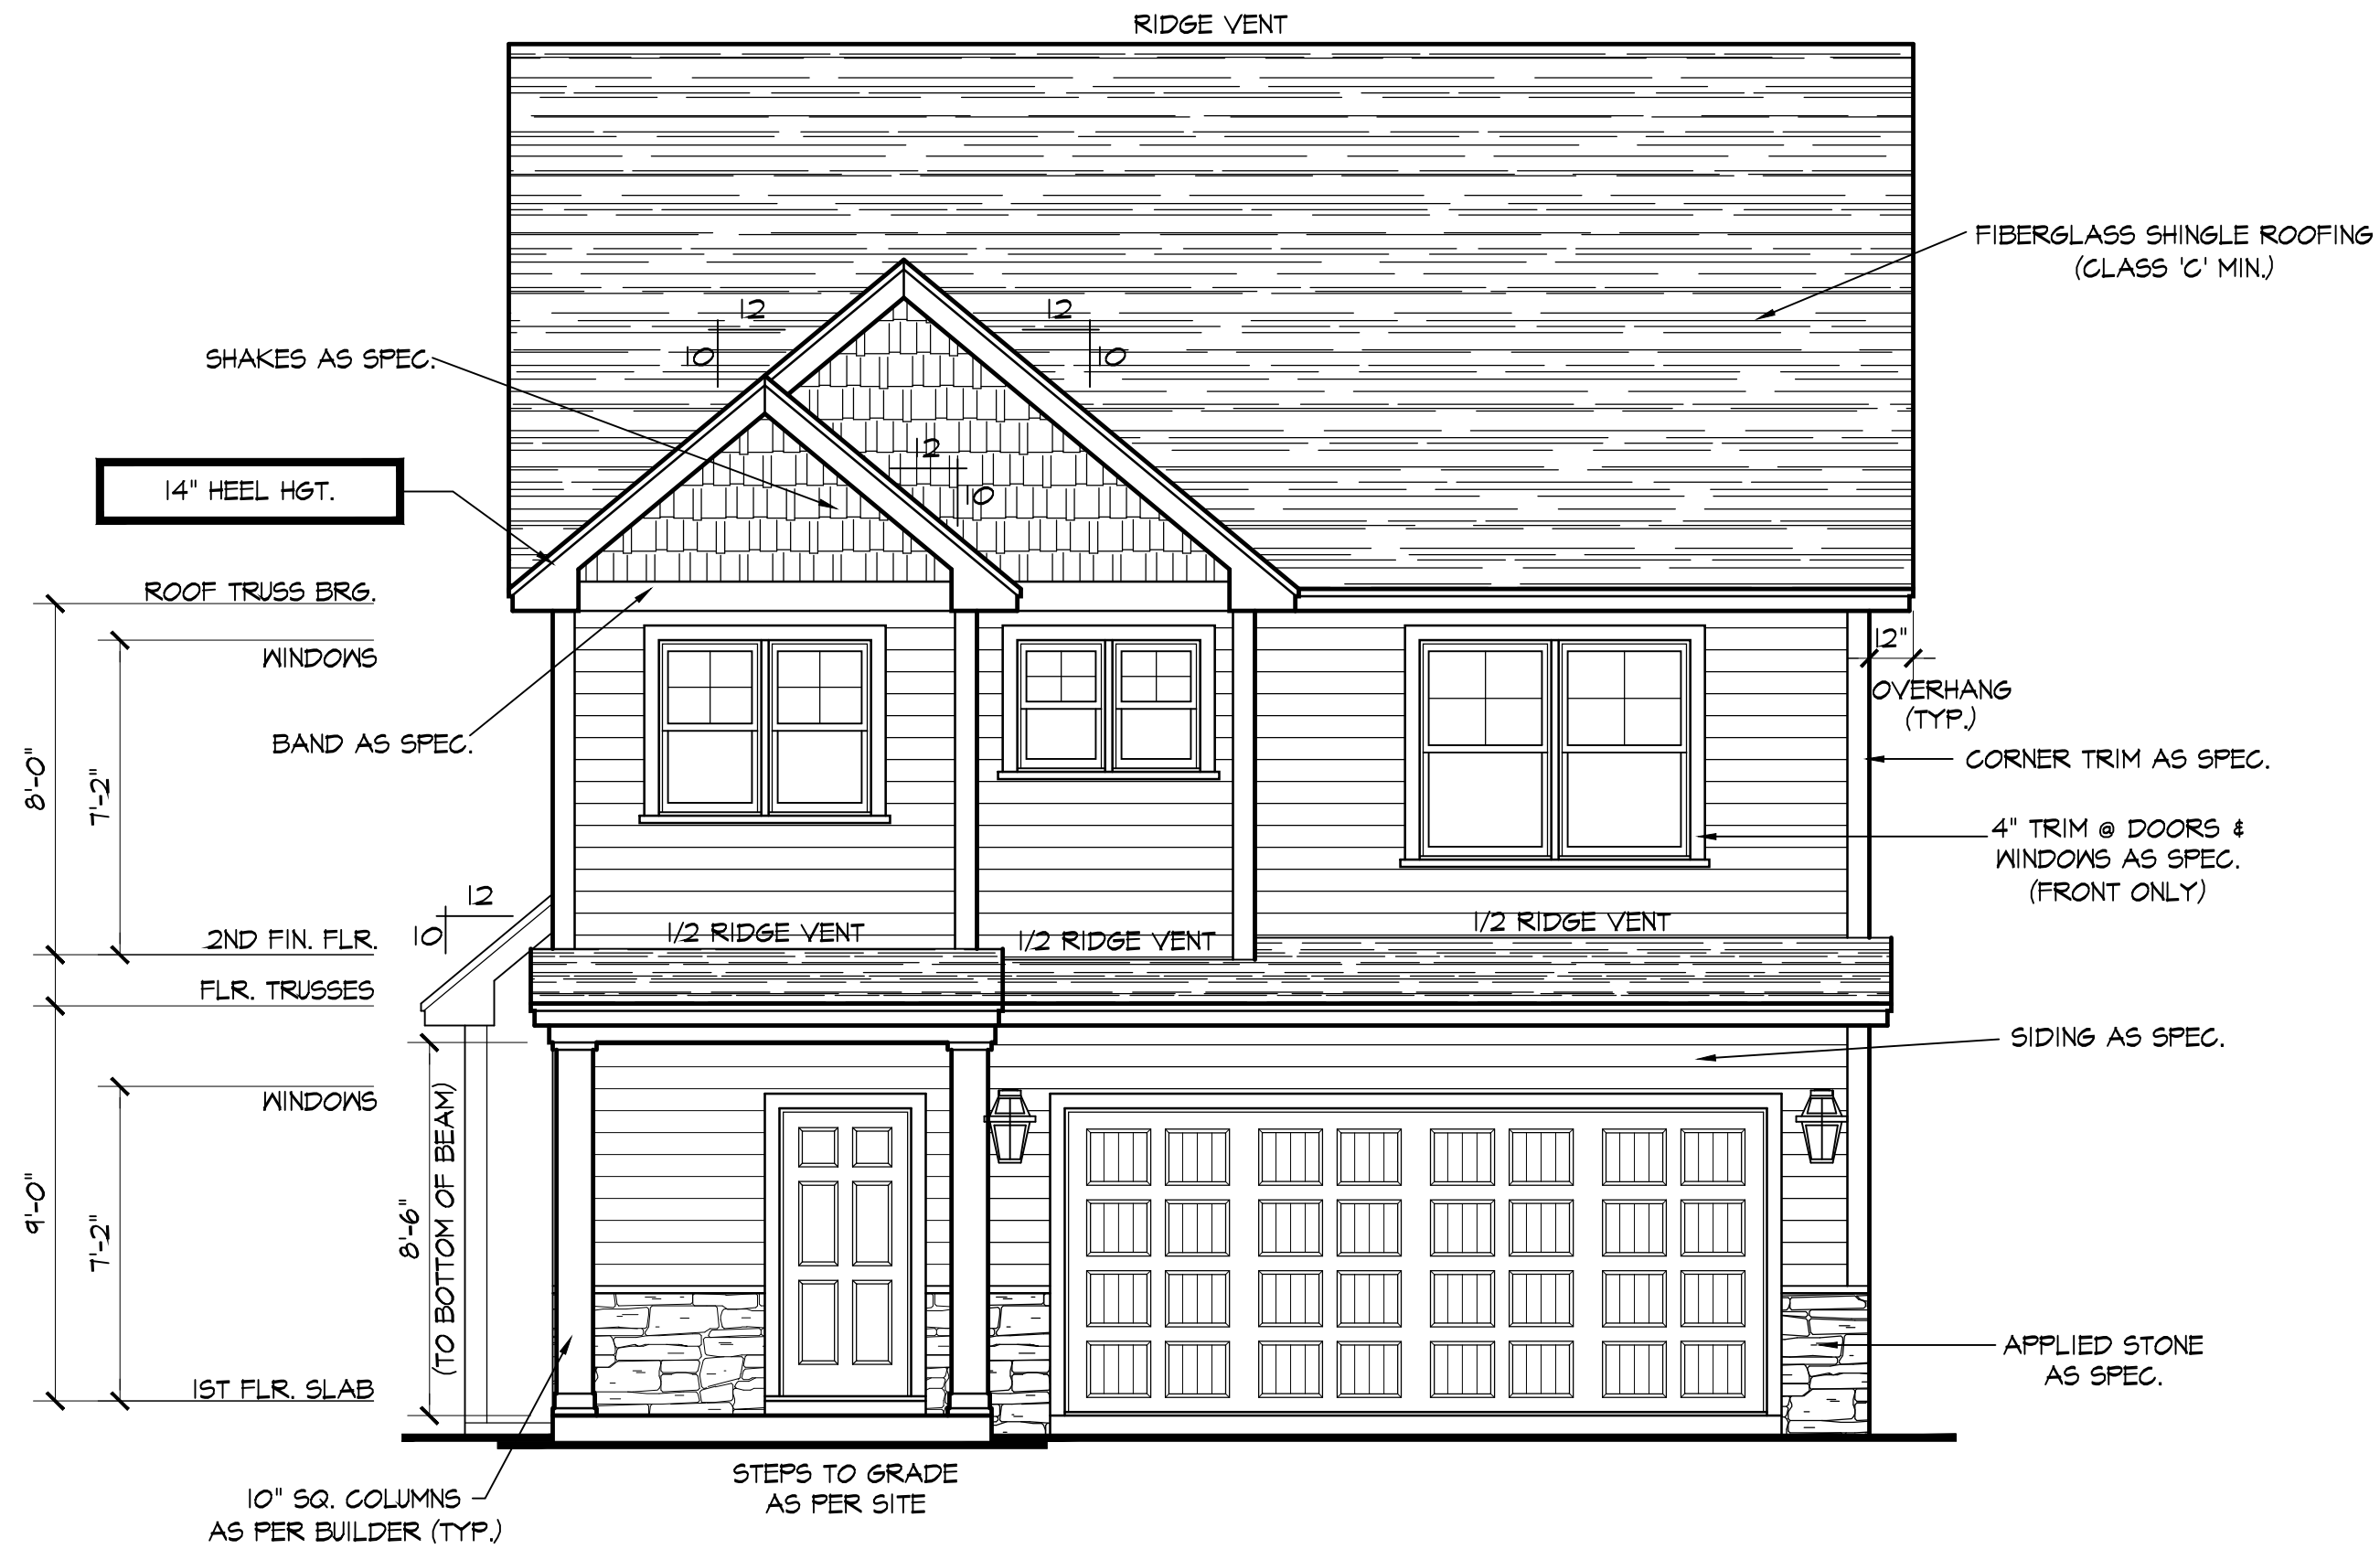 RIDGE VENT
FIBERGLASS SHINGLE ROOFING
(CLASS 'C' MIN.)
12
10
12
10
SHAKES AS SPEC.
12
10
14" HEEL HGT.
ROOF TRUSS BRG.
WINDOWS
12"
OVERHANG
(TYP.)
BAND AS SPEC.
CORNER TRIM AS SPEC.
8'-0"
7'-2"
4" TRIM @ DOORS &
WINDOWS AS SPEC.
(FRONT ONLY)
12
10
2ND FIN. FLR.
1/2 RIDGE VENT
1/2 RIDGE VENT
1/2 RIDGE VENT
FLR. TRUSSES
SIDING AS SPEC.
WINDOWS
9'-0"
7'-2"
8'-6"
(TO BOTTOM OF BEAM)
APPLIED STONE
AS SPEC.
1ST FLR. SLAB
STEPS TO GRADE
AS PER SITE
10" SQ. COLUMNS
AS PER BUILDER (TYP.)